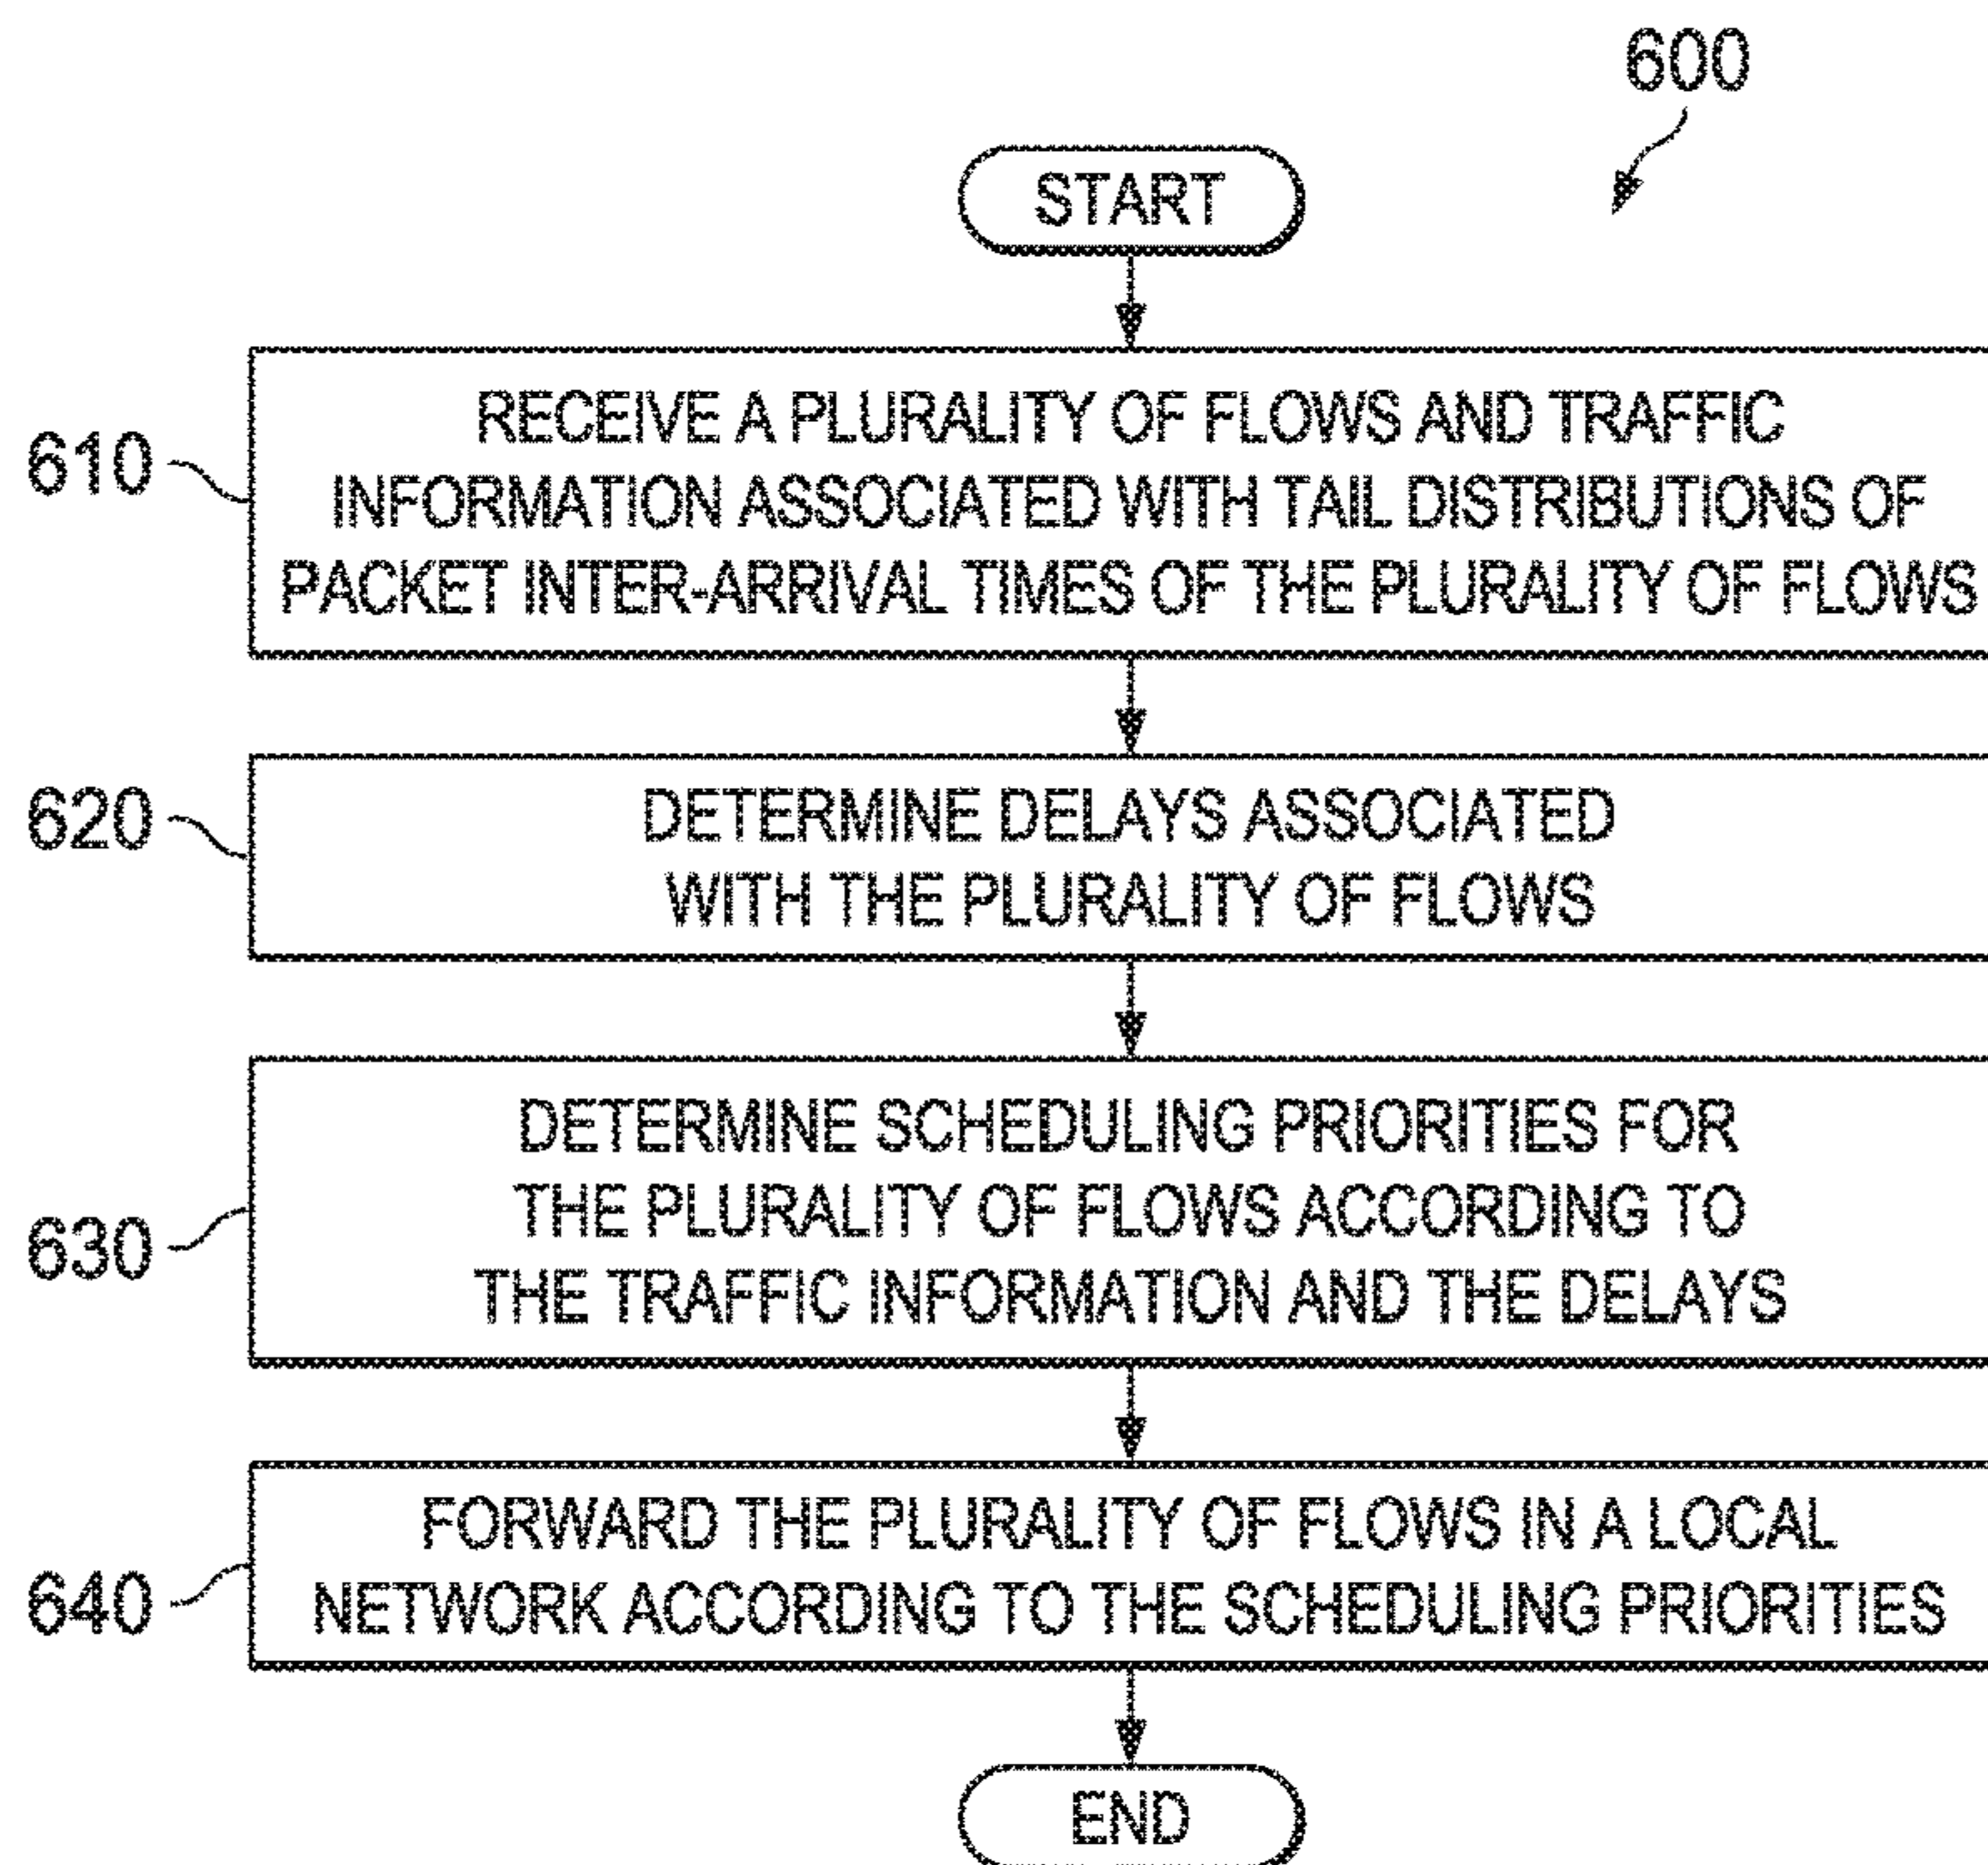 600
START
610
RECEIVE A PLURALITY OF FLOWS AND TRAFFIC
INFORMATION ASSOCIATED WITH TAIL DISTRIBUTIONS OF
PACKET INTER-ARRIVAL TIMES OF THE PLURALITY OF FLOWS
620
DETERMINE DELAYS ASSOCIATED
WITH THE PLURALITY OF FLOWS
630
DETERMINE SCHEDULING PRIORITIES FOR
THE PLURALITY OF FLOWS ACCORDING TO
THE TRAFFIC INFORMATION AND THE DELAYS
640
FORWARD THE PLURALITY OF FLOWS IN A LOCAL
NETWORK ACCORDING TO THE SCHEDULING PRIORITIES
END